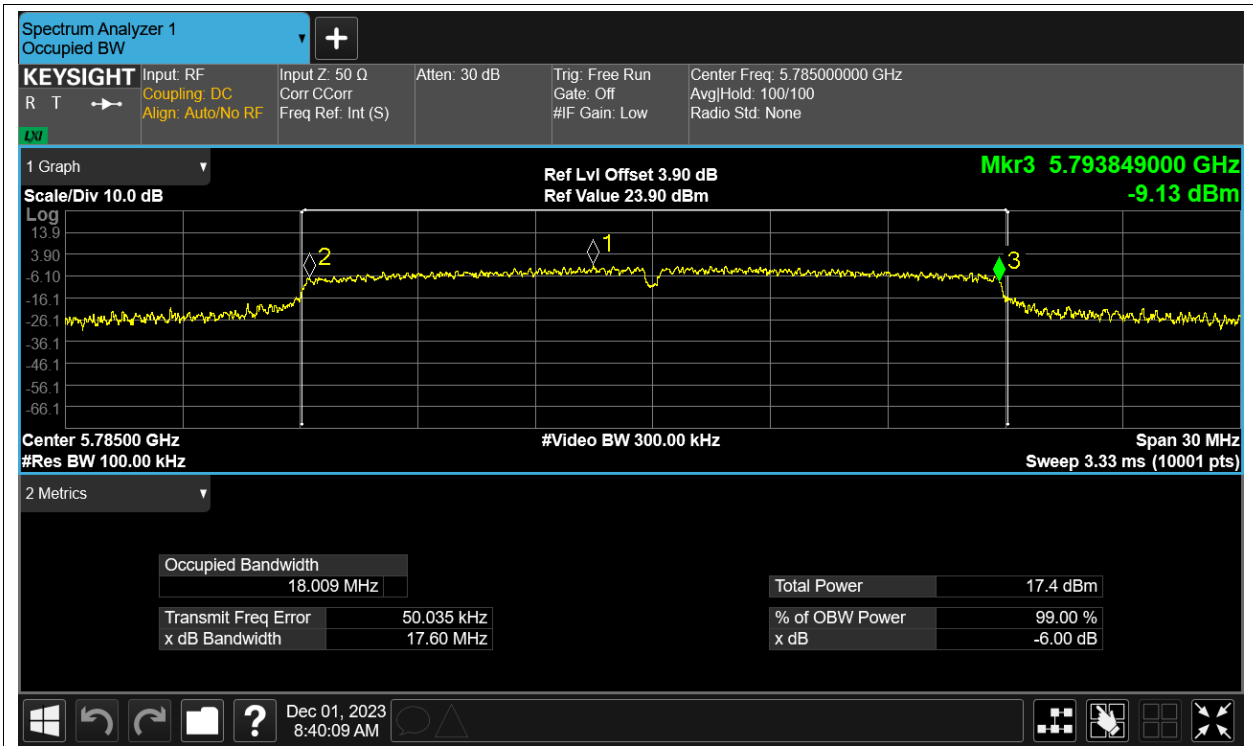 Spectrum Analyzer 1
Occupied BW
KEYSIGHT
R T
LXI
Input: RF
Coupling: DC
Align: Auto/No RF
Input Z: 50 Ω
Corr CCorr
Freq Ref: Int (S)
Atten: 30 dB
Trig: Free Run
Gate: Off
#IF Gain: Low
Center Freq: 5.785000000 GHz
Avg|Hold: 100/100
Radio Std: None
1 Graph
Scale/Div 10.0 dB
Ref Lvl Offset 3.90 dB
Ref Value 23.90 dBm
Mkr3 5.793849000 GHz
-9.13 dBm
Log
13.9
3.90
-6.10
-16.1
-26.1
-36.1
-46.1
-56.1
-66.1
2
1
3
Center 5.78500 GHz
#Video BW 300.00 kHz
Span 30 MHz
#Res BW 100.00 kHz
Sweep 3.33 ms (10001 pts)
2 Metrics
Occupied Bandwidth
18.009 MHz
Total Power 17.4 dBm
Transmit Freq Error 50.035 kHz
% of OBW Power 99.00 %
x dB Bandwidth 17.60 MHz
x dB -6.00 dB
?
Dec 01, 2023
8:40:09 AM